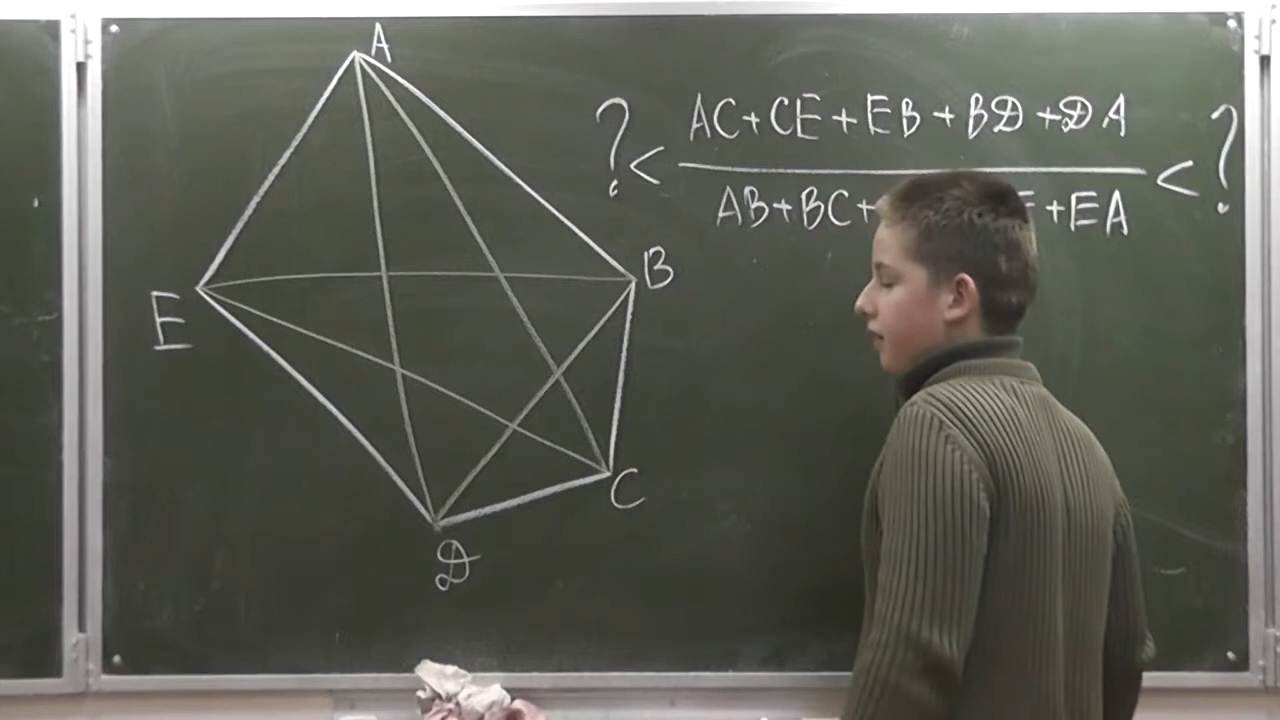 A
? < AC+CE+EB+BD+DA < ?
AB+BC+ +EA
B
E
C
D